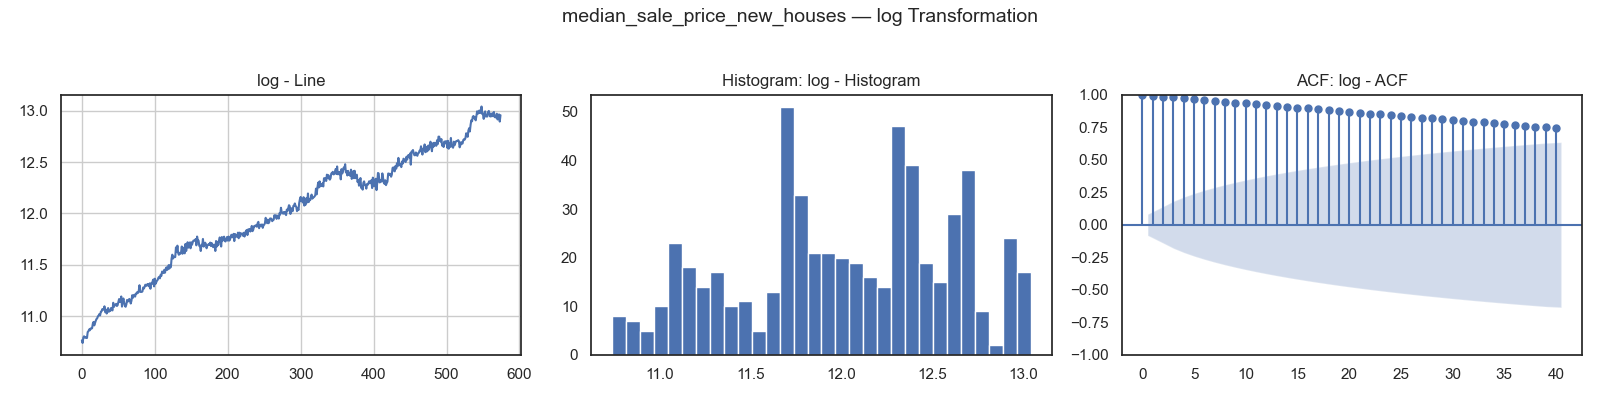 median_sale_price_new_houses — log Transformation
log - Line
13.0
12.5
12.0
11.5
11.0
0 100 200 300 400 500 600
Histogram: log - Histogram
50
40
30
20
10
0
11.0 11.5 12.0 12.5 13.0
ACF: log - ACF
1.00
0.75
0.50
0.25
0.00
−0.25
−0.50
−0.75
−1.00
0 5 10 15 20 25 30 35 40